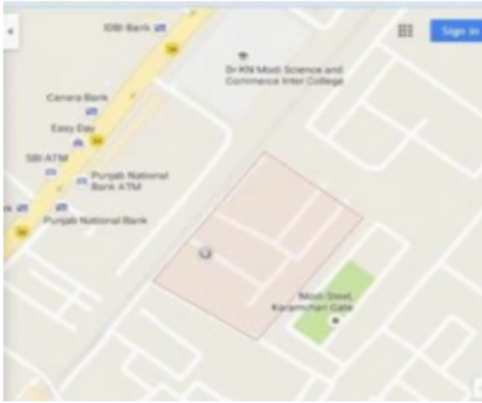 IDBI Bank
Sign in
Dr KN Modi Science and
Commerce Inter College
Canara Bank
Easy Day
SBI ATM
Punjab National
Bank ATM
Punjab National Bank
Modi Steel,
Karamchan Gate